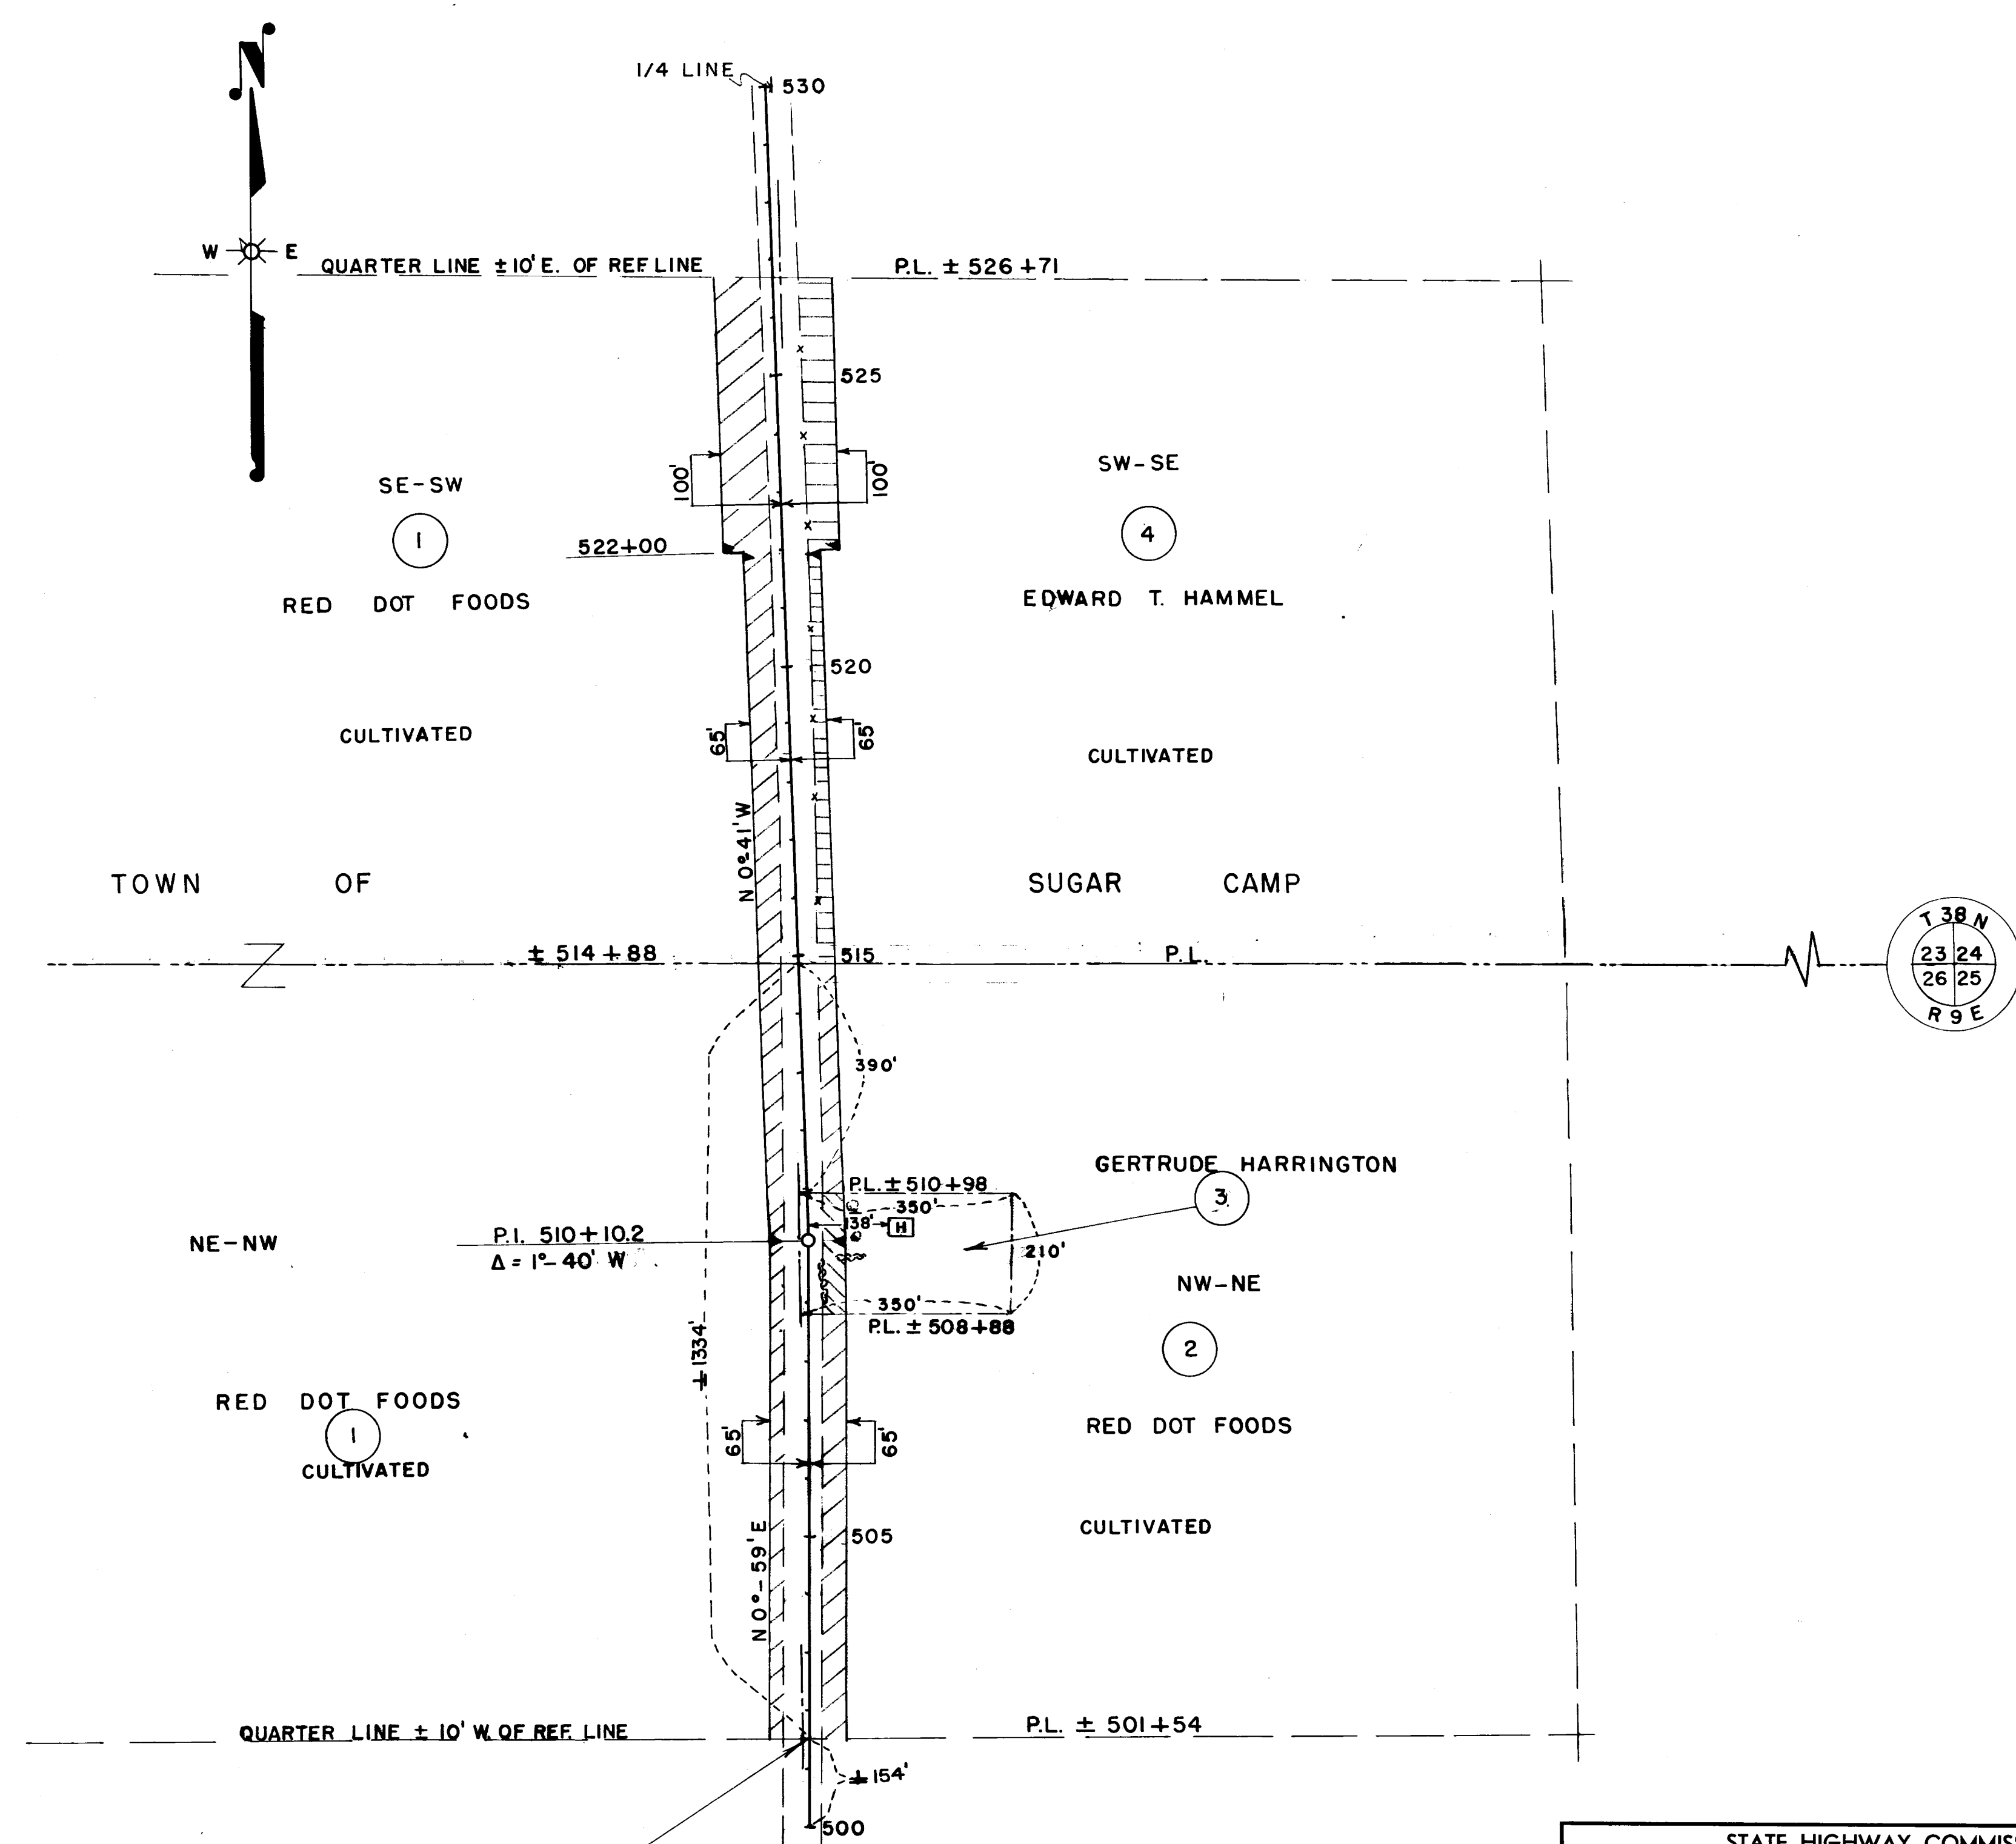 N
1/4 LINE
530
W E
QUARTER LINE ±10' E. OF REF. LINE
P.L. ± 526+71
525
100'
100'
SE-SW
1
RED DOT FOODS
CULTIVATED
SW-SE
4
EDWARD T. HAMMEL
CULTIVATED
522+00
520
65'
65'
N 0°-41' W
TOWN OF SUGAR CAMP
± 514+88
515
P.L.
T 38 N
23 24
26 25
R 9 E
390'
GERTRUDE HARRINGTON
3
P.L. ± 510+98
350'
138'
H
P.I. 510+10.2
Δ = 1°-40' W
NE-NW
210'
350'
P.L. ± 508+88
NW-NE
2
± 1334'
RED DOT FOODS
1
CULTIVATED
65'
65'
RED DOT FOODS
CULTIVATED
505
N 0°-59' E
QUARTER LINE ± 10' W. OF REF. LINE
P.L. ± 501+54
± 154'
500
STATE HIGHWAY COMMIS